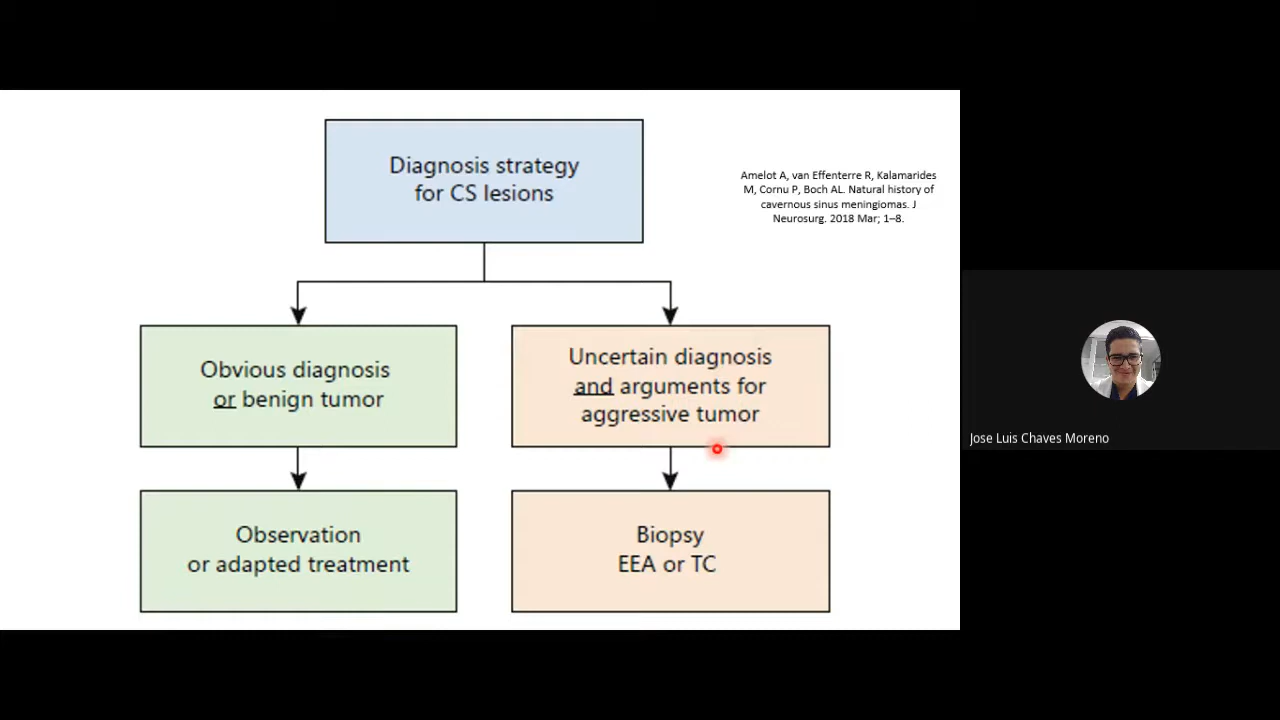 Diagnosis strategy
for CS lesions
Amelot A, van Effenterre R, Kalamarides
M, Cornu P, Boch AL. Natural history of
cavernous sinus meningiomas. J
Neurosurg. 2018 Mar; 1–8.
Obvious diagnosis
or benign tumor
Uncertain diagnosis
and arguments for
aggressive tumor
Observation
or adapted treatment
Biopsy
EEA or TC
Jose Luis Chaves Moreno